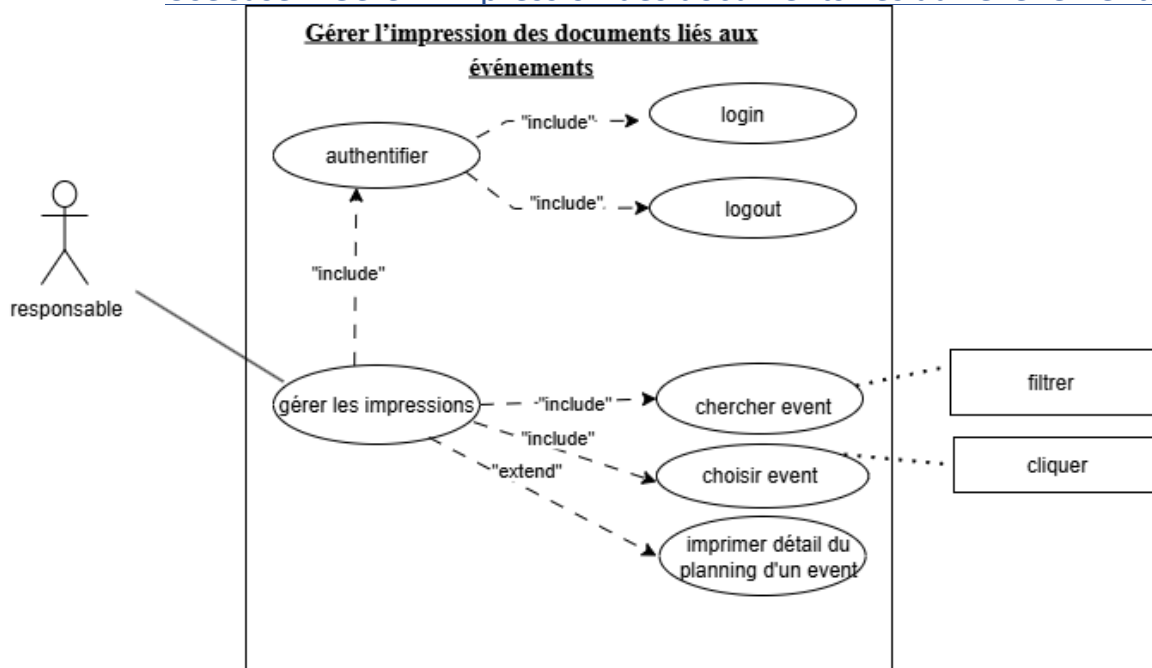 Gérer l'impression des documents liés aux
événements
"include"
login
authentifier
"include"
logout
"include"
responsable
gérer les impressions
"include"
chercher event
filtrer
"include"
choisir event
cliquer
"extend"
imprimer détail du
planning d'un event